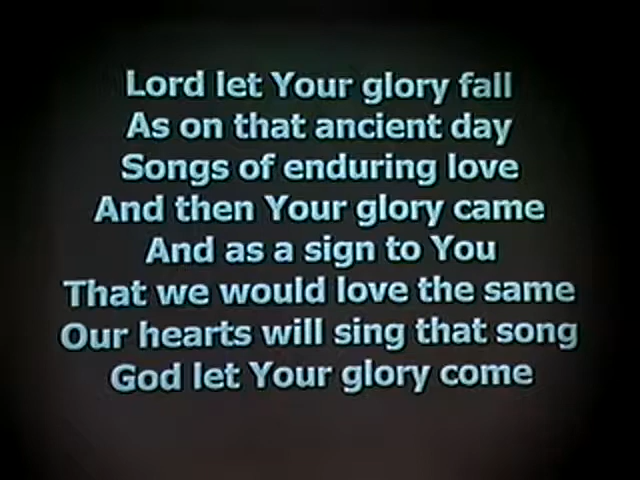 Lord let Your glory fall
As on that ancient day
Songs of enduring love
And then Your glory came
And as a sign to You
That we would love the same
Our hearts will sing that song
God let Your glory come